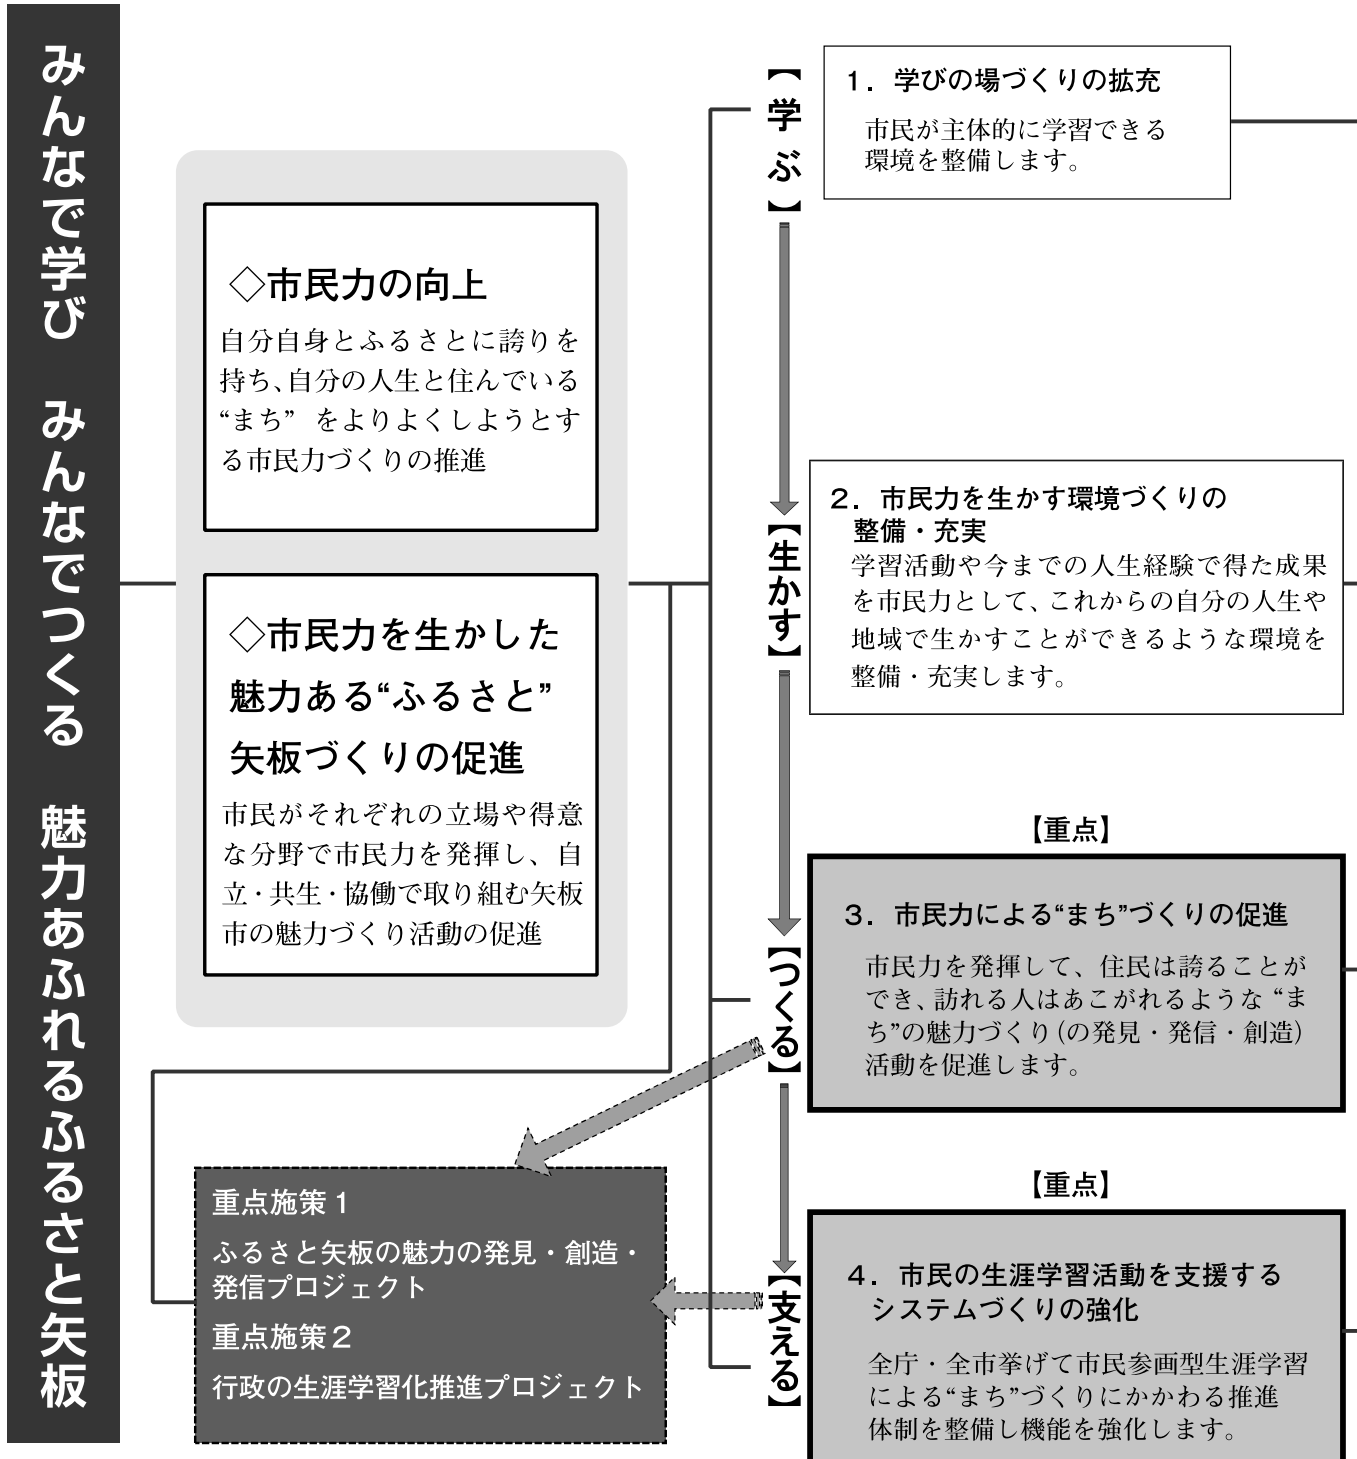 みんなで学び　みんなでつくる　魅力あふれるふるさと矢板
◇市民力の向上
自分自身とふるさとに誇りを
持ち、自分の人生と住んでいる
“まち” をよりよくしようとす
る市民力づくりの推進
◇市民力を生かした
魅力ある“ふるさと”
矢板づくりの促進
市民がそれぞれの立場や得意
な分野で市民力を発揮し、自
立・共生・協働で取り組む矢板
市の魅力づくり活動の促進
重点施策１
ふるさと矢板の魅力の発見・創造・
発信プロジェクト
重点施策２
行政の生涯学習化推進プロジェクト
【学ぶ】
１．学びの場づくりの拡充
市民が主体的に学習できる
環境を整備します。
【生かす】
２．市民力を生かす環境づくりの
整備・充実
学習活動や今までの人生経験で得た成果
を市民力として、これからの自分の人生や
地域で生かすことができるような環境を
整備・充実します。
【つくる】
【重点】
３．市民力による“まち”づくりの促進
市民力を発揮して、住民は誇ることが
でき、訪れる人はあこがれるような “ま
ち”の魅力づくり（の発見・発信・創造）
活動を促進します。
【支える】
【重点】
４．市民の生涯学習活動を支援する
システムづくりの強化
全庁・全市挙げて市民参画型生涯学習
による“まち”づくりにかかわる推進
体制を整備し機能を強化します。